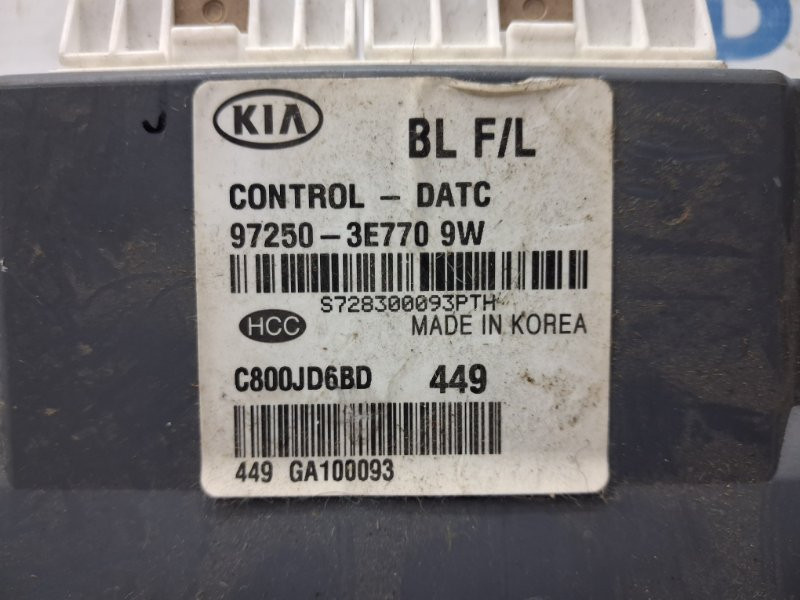 KIA
BL F/L
CONTROL - DATC
97250-3E770 9W
S728300093PTH
HCC
MADE IN KOREA
C800JD6BD 449
449 GA100093